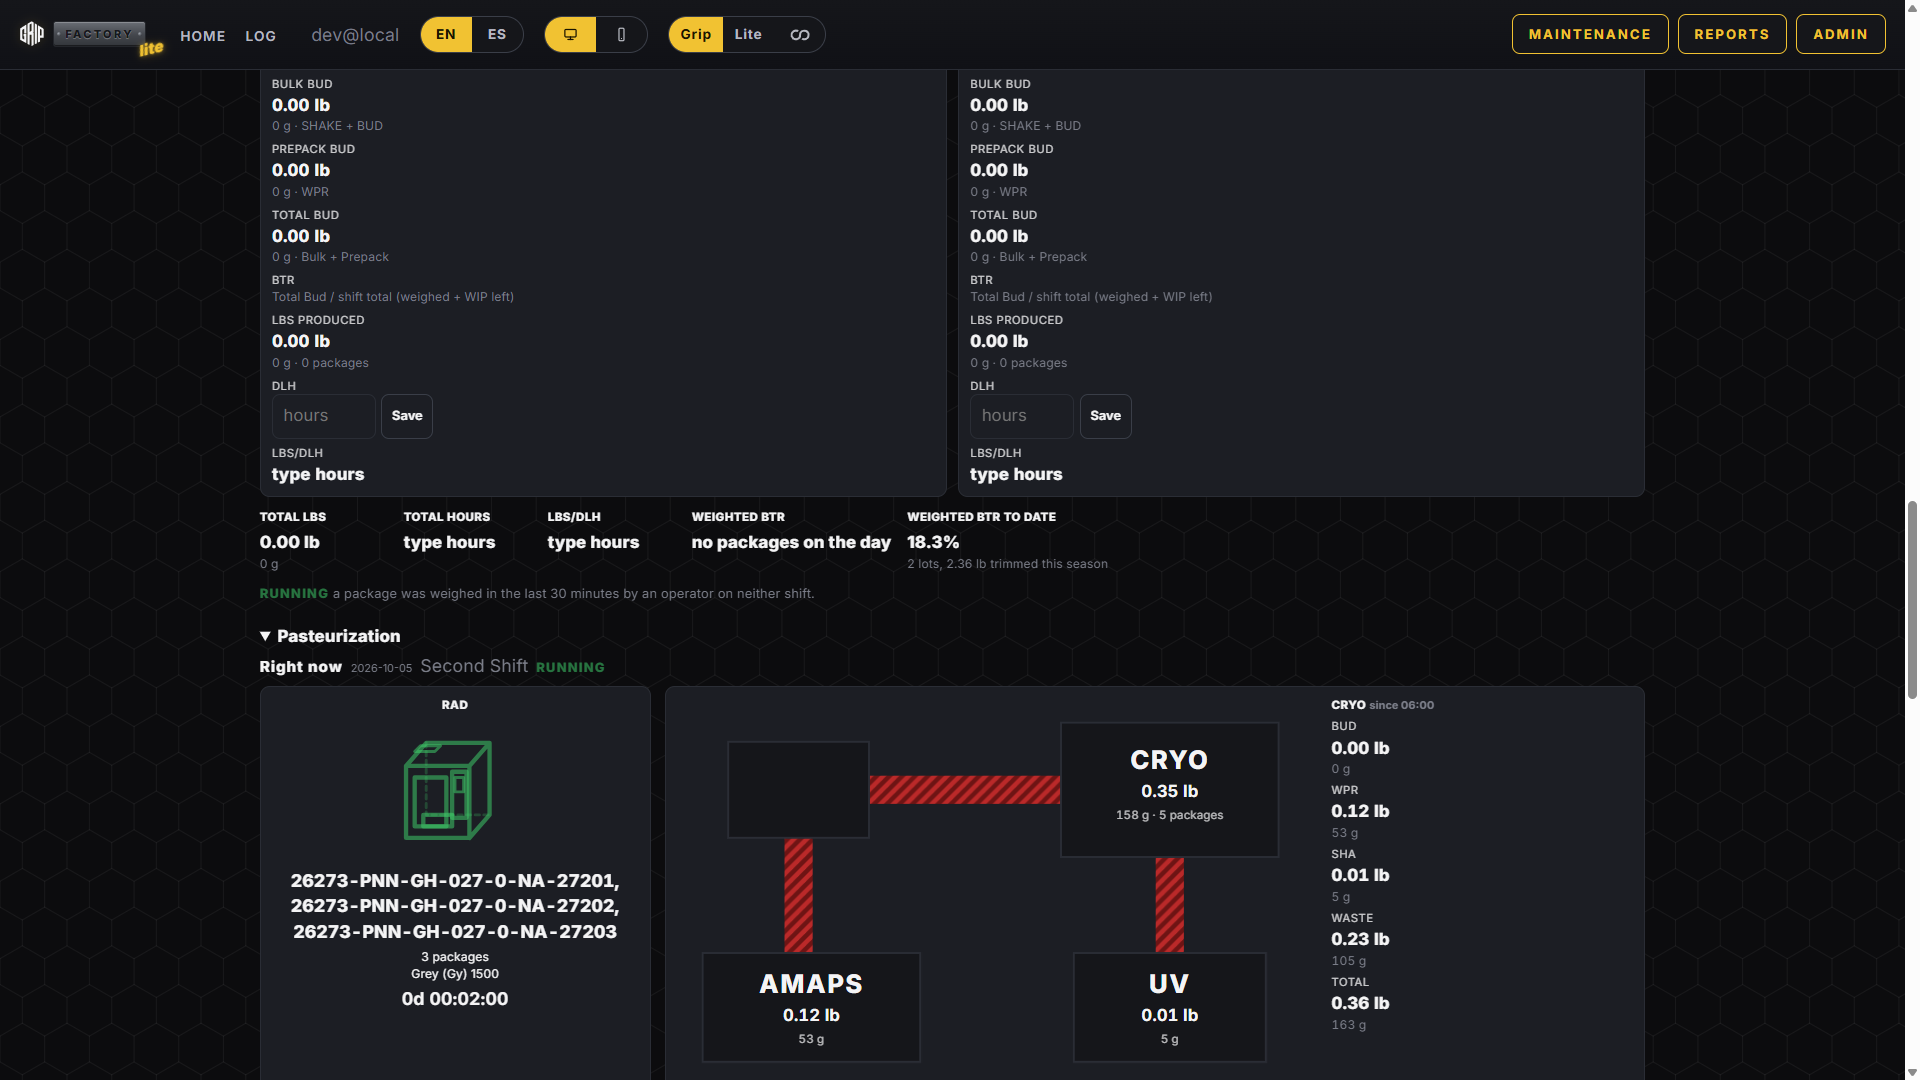 GRIP
FACTORY
lite
HOME
LOG
dev@local
EN
ES
Grip
Lite
MAINTENANCE
REPORTS
ADMIN
BULK BUD
0.00 lb
0 g · SHAKE + BUD
PREPACK BUD
0.00 lb
0 g · WPR
TOTAL BUD
0.00 lb
0 g · Bulk + Prepack
BTR
Total Bud / shift total (weighed + WIP left)
LBS PRODUCED
0.00 lb
0 g · 0 packages
DLH
hours
Save
LBS/DLH
type hours
BULK BUD
0.00 lb
0 g · SHAKE + BUD
PREPACK BUD
0.00 lb
0 g · WPR
TOTAL BUD
0.00 lb
0 g · Bulk + Prepack
BTR
Total Bud / shift total (weighed + WIP left)
LBS PRODUCED
0.00 lb
0 g · 0 packages
DLH
hours
Save
LBS/DLH
type hours
TOTAL LBS
0.00 lb
0 g
TOTAL HOURS
type hours
LBS/DLH
type hours
WEIGHTED BTR
no packages on the day
WEIGHTED BTR TO DATE
18.3%
2 lots, 2.36 lb trimmed this season
RUNNING a package was weighed in the last 30 minutes by an operator on neither shift.
▼ Pasteurization
Right now 2026-10-05 Second Shift RUNNING
RAD
26273-PNN-GH-027-0-NA-27201,
26273-PNN-GH-027-0-NA-27202,
26273-PNN-GH-027-0-NA-27203
3 packages
Grey (Gy) 1500
0d 00:02:00
CRYO
0.35 lb
158 g · 5 packages
AMAPS
0.12 lb
53 g
UV
0.01 lb
5 g
CRYO since 06:00
BUD
0.00 lb
0 g
WPR
0.12 lb
53 g
SHA
0.01 lb
5 g
WASTE
0.23 lb
105 g
TOTAL
0.36 lb
163 g